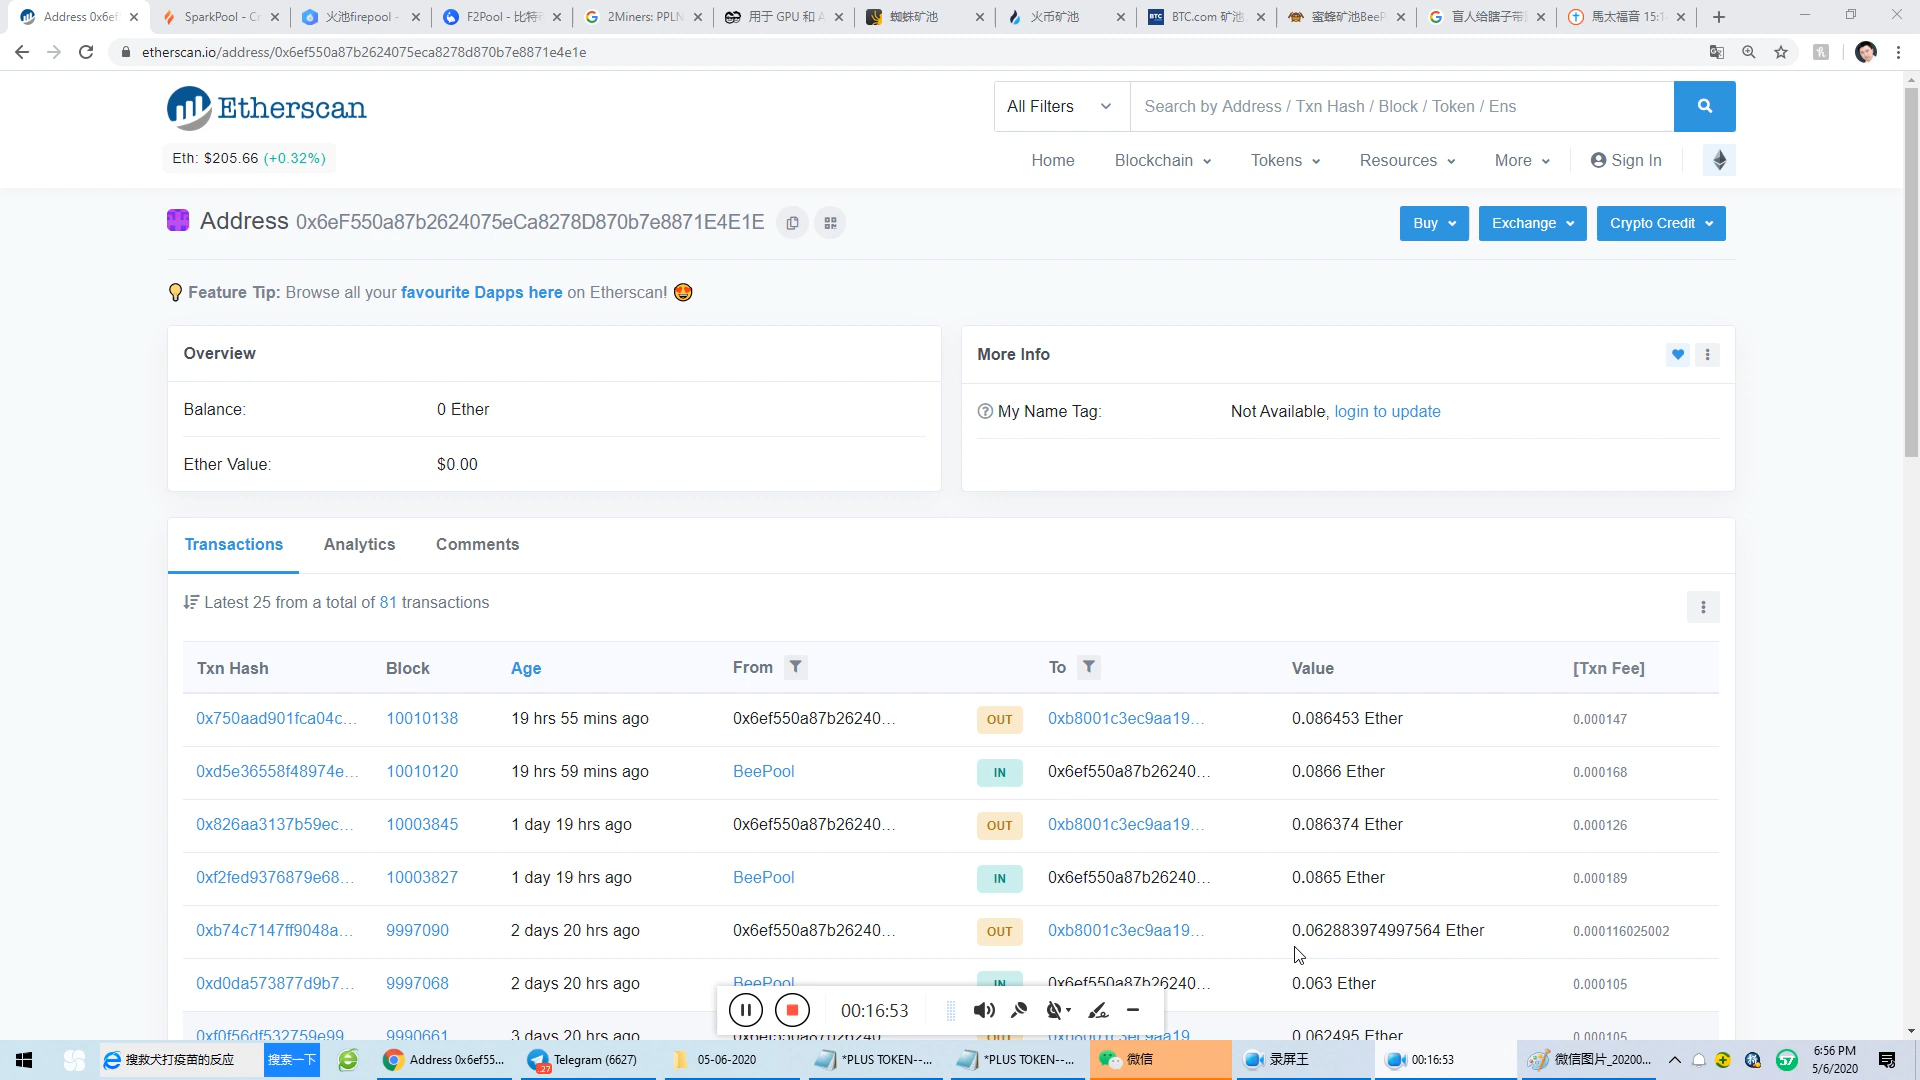 Address 0x6ef
SparkPool - Cr
火池firepool -
F2Pool - 比特
2Miners: PPLN
用于 GPU 和 A
蜘蛛矿池
火币矿池
BTC.com 矿池
蜜蜂矿池BeeP
盲人给瞎子带
馬太福音 15:1
etherscan.io/address/0x6ef550a87b2624075eca8278d870b7e8871e4e1e
Etherscan
All Filters
Search by Address / Txn Hash / Block / Token / Ens
Eth: $205.66 (+0.32%)
Home Blockchain Tokens Resources More Sign In
Address 0x6eF550a87b2624075eCa8278D870b7e8871E4E1E
Buy Exchange Crypto Credit
Feature Tip: Browse all your favourite Dapps here on Etherscan!
Overview
Balance: 0 Ether
Ether Value: $0.00
More Info
My Name Tag: Not Available, login to update
Transactions Analytics Comments
Latest 25 from a total of 81 transactions
Txn Hash Block Age From To Value [Txn Fee]
0x750aad901fca04c... 10010138 19 hrs 55 mins ago 0x6ef550a87b26240... OUT 0xb8001c3ec9aa19... 0.086453 Ether 0.000147
0xd5e36558f48974e... 10010120 19 hrs 59 mins ago BeePool IN 0x6ef550a87b26240... 0.0866 Ether 0.000168
0x826aa3137b59ec... 10003845 1 day 19 hrs ago 0x6ef550a87b26240... OUT 0xb8001c3ec9aa19... 0.086374 Ether 0.000126
0xf2fed9376879e68... 10003827 1 day 19 hrs ago BeePool IN 0x6ef550a87b26240... 0.0865 Ether 0.000189
0xb74c7147ff9048a... 9997090 2 days 20 hrs ago 0x6ef550a87b26240... OUT 0xb8001c3ec9aa19... 0.062883974997564 Ether 0.000116025002
0xd0da573877d9b7... 9997068 2 days 20 hrs ago BeePool IN 0x6ef550a87b26240... 0.063 Ether 0.000105
0xf0f56df532759e99 9990661 3 days 20 hrs ago 0.062495 Ether 0.000105
00:16:53
搜救犬打疫苗的反应 搜索一下
Address 0x6ef55...
Telegram (6627)
05-06-2020
*PLUS TOKEN--...
*PLUS TOKEN--...
微信
录屏王
00:16:53
微信图片_20200...
57
6:56 PM
5/6/2020